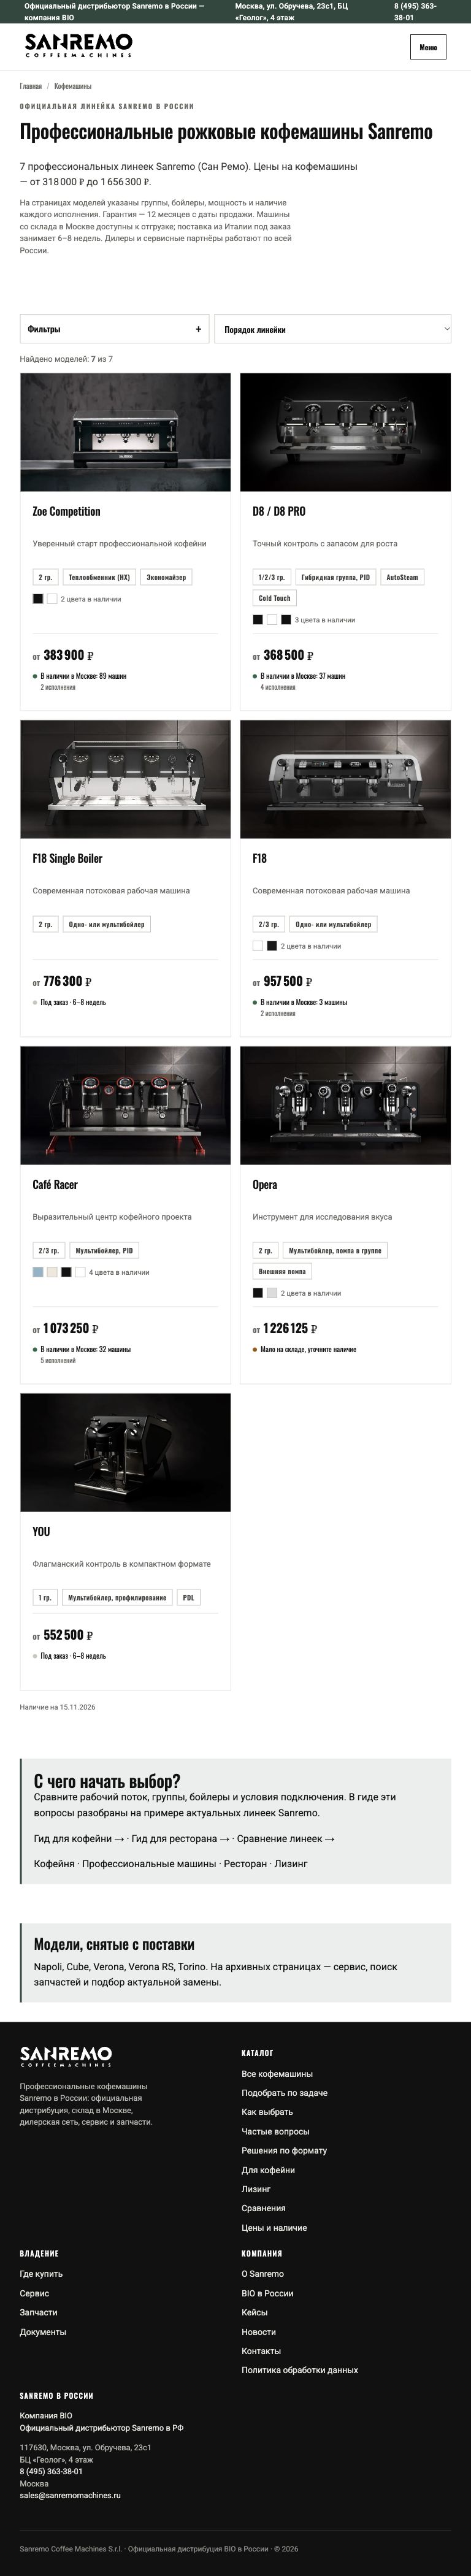 Официальный дистрибьютор Sanremo в России —
компания BIO
Москва, ул. Обручева, 23с1, БЦ
«Геолог», 4 этаж
8 (495) 363-
38-01
SANREMO
COFFEEMACHINES
Меню
Главная / Кофемашины
ОФИЦИАЛЬНАЯ ЛИНЕЙКА SANREMO В РОССИИ
Профессиональные рожковые кофемашины Sanremo
7 профессиональных линеек Sanremo (Сан Ремо). Цены на кофемашины
— от 318 000 ₽ до 1 656 300 ₽.
На страницах моделей указаны группы, бойлеры, мощность и наличие
каждого исполнения. Гарантия — 12 месяцев с даты продажи. Машины
со склада в Москве доступны к отгрузке; поставка из Италии под заказ
занимает 6–8 недель. Дилеры и сервисные партнёры работают по всей
России.
Фильтры +
Порядок линейки
Найдено моделей: 7 из 7
Zoe Competition
Уверенный старт профессиональной кофейни
2 гр. Теплообменник (HX) Экономайзер
2 цвета в наличии
от 383 900 ₽
В наличии в Москве: 89 машин
2 исполнения
D8 / D8 PRO
Точный контроль с запасом для роста
1/2/3 гр. Гибридная группа, PID AutoSteam
Cold Touch
3 цвета в наличии
от 368 500 ₽
В наличии в Москве: 37 машин
4 исполнения
F18 Single Boiler
Современная потоковая рабочая машина
2 гр. Одно- или мультибойлер
от 776 300 ₽
Под заказ · 6–8 недель
F18
Современная потоковая рабочая машина
2/3 гр. Одно- или мультибойлер
2 цвета в наличии
от 957 500 ₽
В наличии в Москве: 3 машины
2 исполнения
Café Racer
Выразительный центр кофейного проекта
2/3 гр. Мультибойлер, PID
4 цвета в наличии
от 1 073 250 ₽
В наличии в Москве: 32 машины
5 исполнений
Opera
Инструмент для исследования вкуса
2 гр. Мультибойлер, помпа в группе
Внешняя помпа
2 цвета в наличии
от 1 226 125 ₽
Мало на складе, уточните наличие
YOU
Флагманский контроль в компактном формате
1 гр. Мультибойлер, профилирование PDL
от 552 500 ₽
Под заказ · 6–8 недель
Наличие на 15.11.2026
С чего начать выбор?
Сравните рабочий поток, группы, бойлеры и условия подключения. В гиде эти
вопросы разобраны на примере актуальных линеек Sanremo.
Гид для кофейни → · Гид для ресторана → · Сравнение линеек →
Кофейня · Профессиональные машины · Ресторан · Лизинг
Модели, снятые с поставки
Napoli, Cube, Verona, Verona RS, Torino. На архивных страницах — сервис, поиск
запчастей и подбор актуальной замены.
SANREMO
COFFEEMACHINES
Профессиональные кофемашины
Sanremo в России: официальная
дистрибуция, склад в Москве,
дилерская сеть, сервис и запчасти.
КАТАЛОГ
Все кофемашины
Подобрать по задаче
Как выбрать
Частые вопросы
Решения по формату
Для кофейни
Лизинг
Сравнения
Цены и наличие
ВЛАДЕНИЕ
Где купить
Сервис
Запчасти
Документы
КОМПАНИЯ
О Sanremo
BIO в России
Кейсы
Новости
Контакты
Политика обработки данных
SANREMO В РОССИИ
Компания BIO
Официальный дистрибьютор Sanremo в РФ
117630, Москва, ул. Обручева, 23с1
БЦ «Геолог», 4 этаж
8 (495) 363-38-01
Москва
sales@sanremomachines.ru
Sanremo Coffee Machines S.r.l. · Официальная дистрибуция BIO в России · © 2026